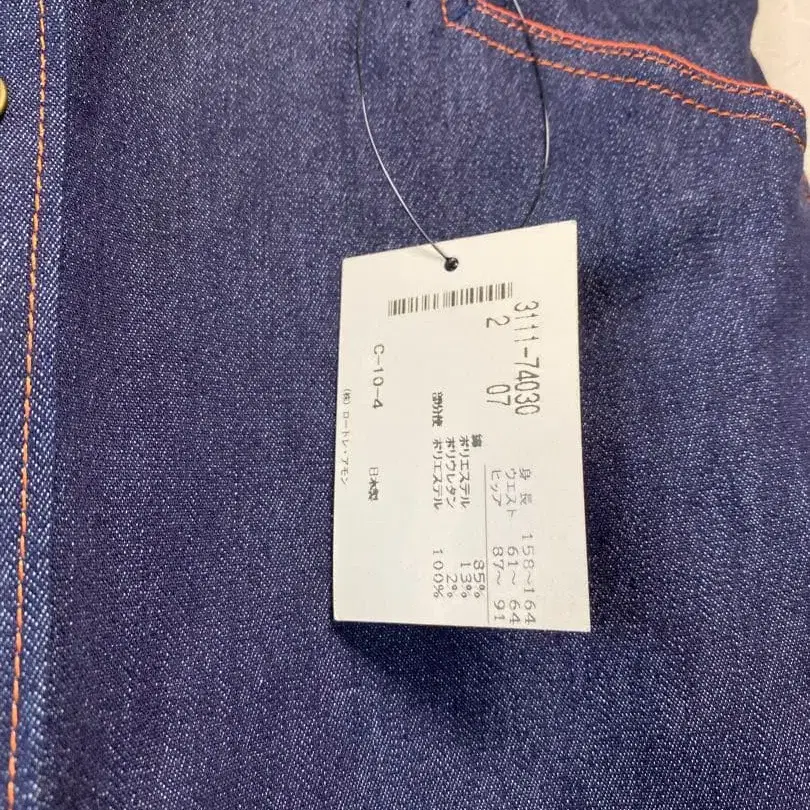 3111-74030
2 07
身長 158~164
ウエスト 61~ 64
ヒップ 87~ 91
綿 85%
ポリエステル 13%
ポリウレタン 2%
部分使 ポリエステル 100%
C-10-4
日本製
(株)ロートレ・アモン